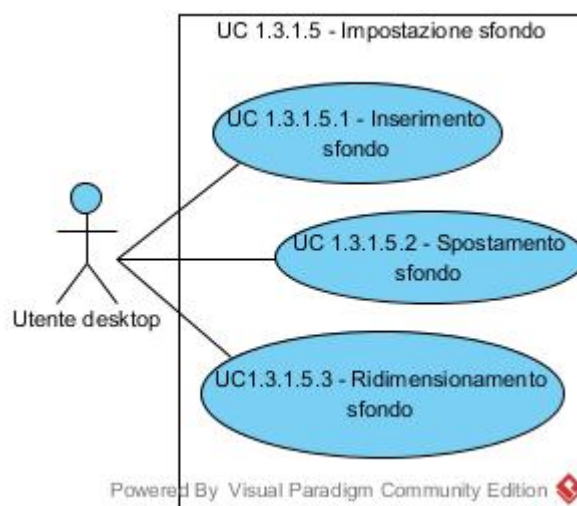 UC 1.3.1.5 - Impostazione sfondo
UC 1.3.1.5.1 - Inserimento
sfondo
UC 1.3.1.5.2 - Spostamento
sfondo
Utente desktop
UC1.3.1.5.3 - Ridimensionamento
sfondo
Powered By Visual Paradigm Community Edition